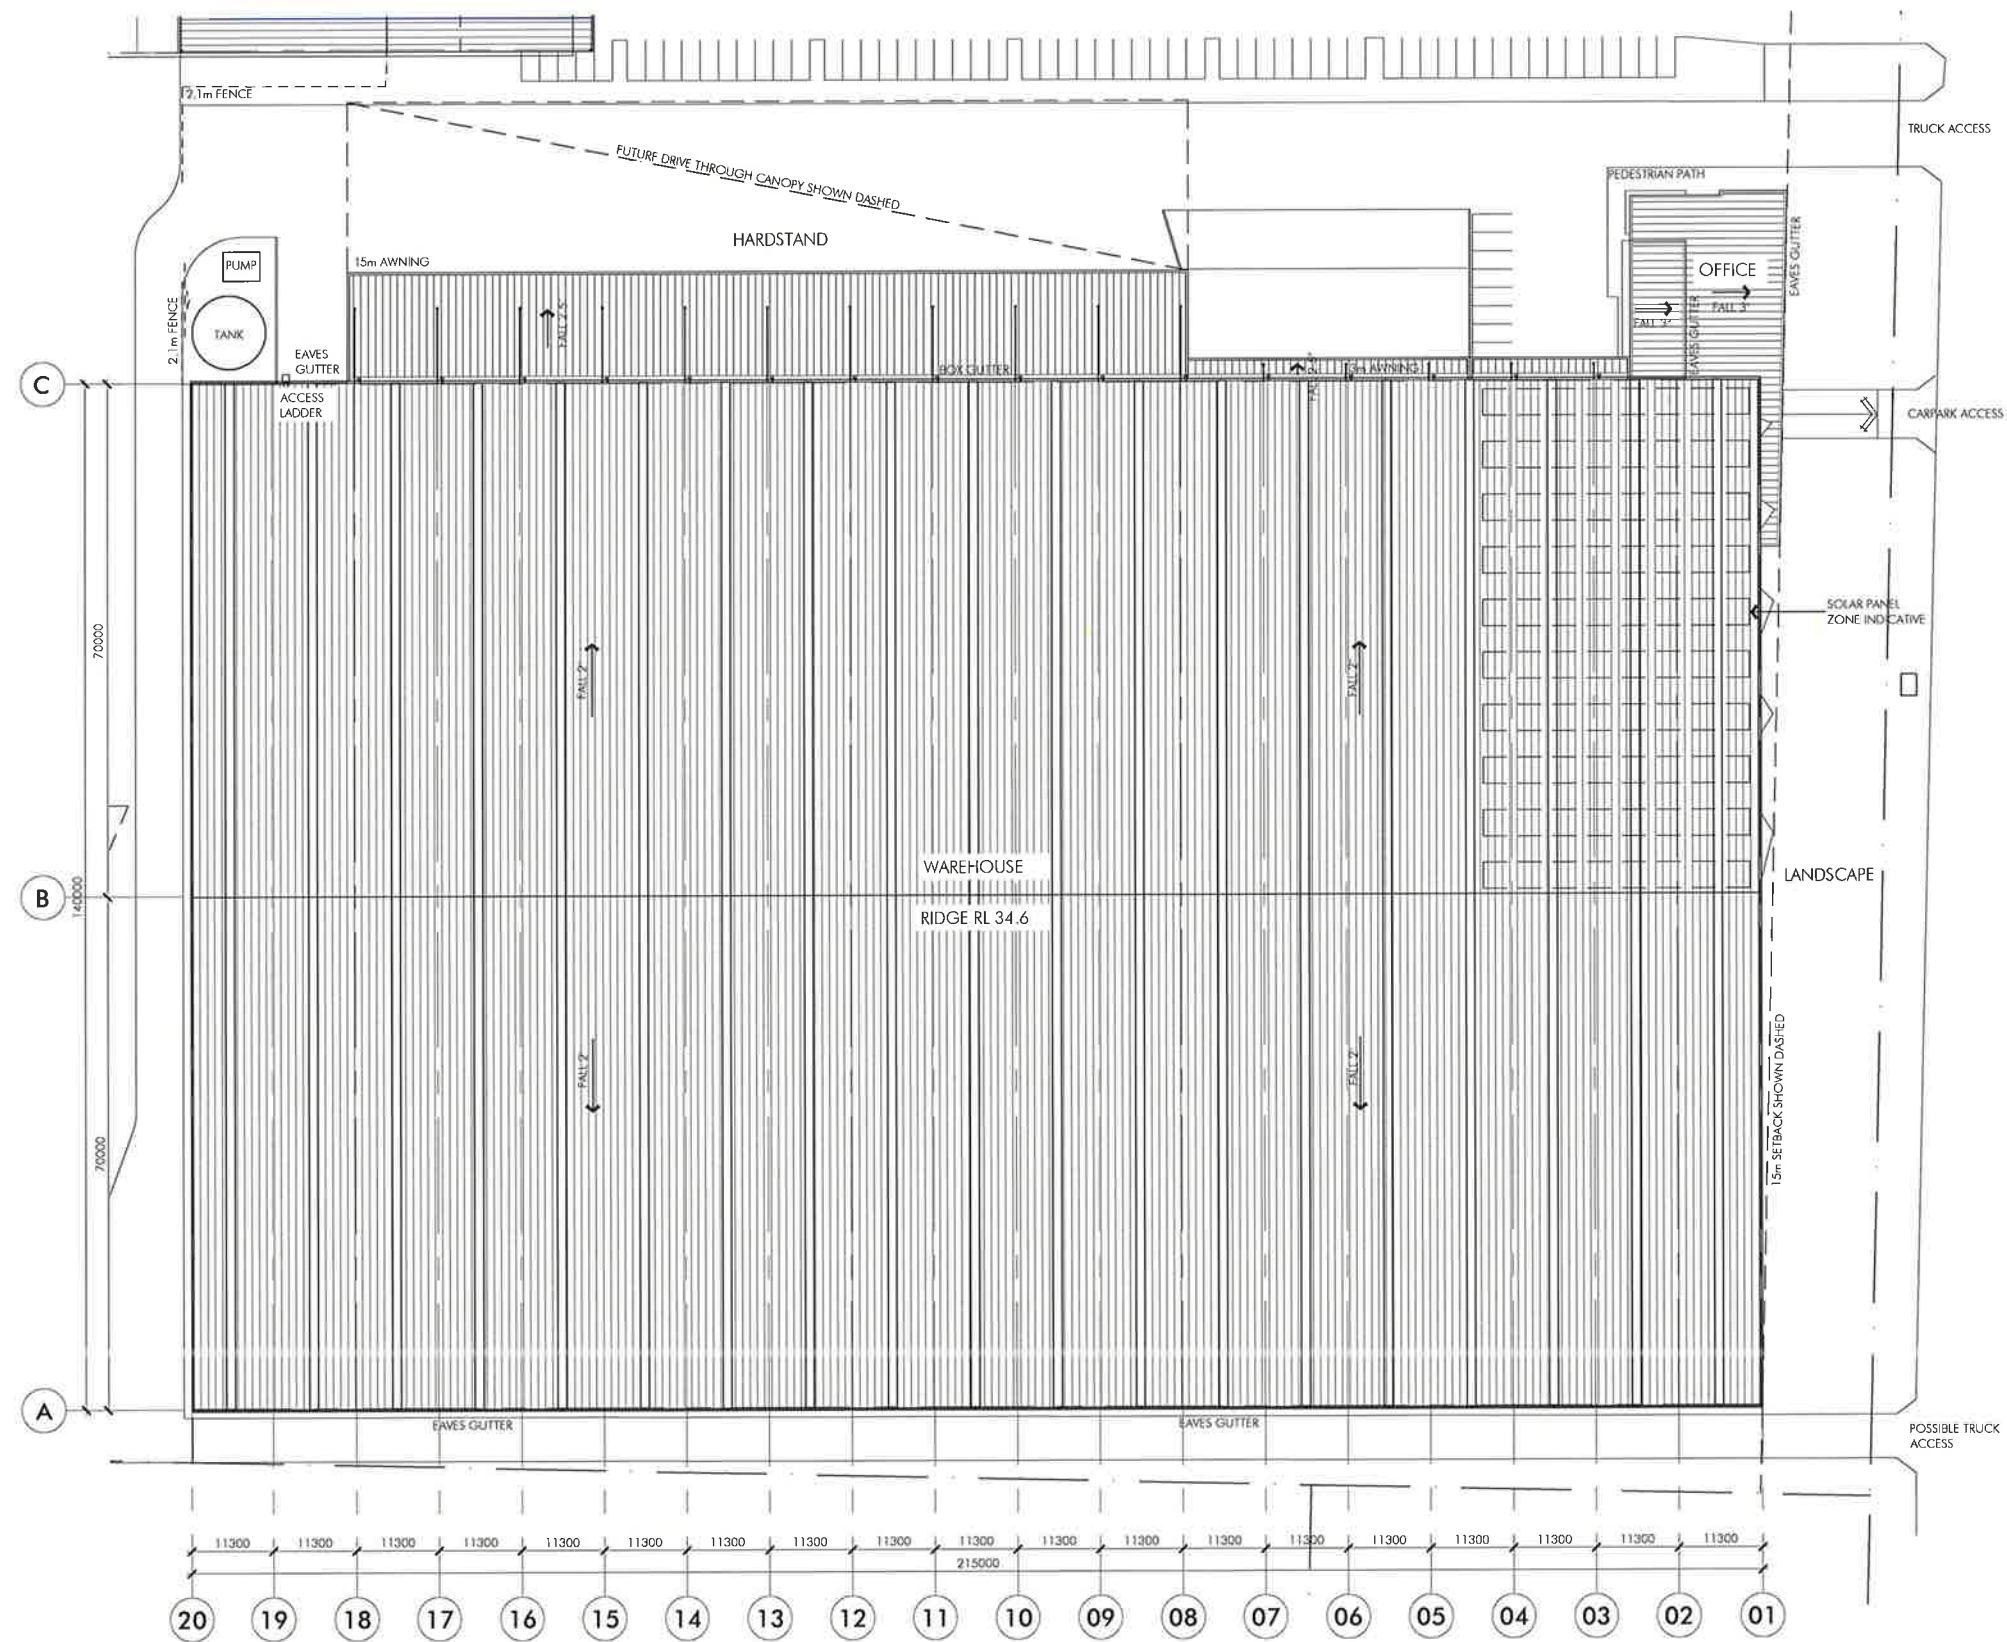 2.1m FENCE
TRUCK ACCESS
FUTURE DRIVE THROUGH CANOPY SHOWN DASHED
PEDESTRIAN PATH
HARDSTAND
EAVES GUTTER
15m AWNING
PUMP
OFFICE
FALL 2.5°
FALL 3°
FALL 3°
EAVES GUTTER
2.1m FENCE
TANK
EAVES
GUTTER
BOX GUTTER
3m AWNING
C
ACCESS
LADDER
CARPARK ACCESS
SOLAR PANEL
ZONE INDICATIVE
70000
FALL 2°
FALL 2°
WAREHOUSE
LANDSCAPE
B
140000
RIDGE RL 34.6
FALL 2°
FALL 2°
15m SETBACK SHOWN DASHED
70000
A
EAVES GUTTER
EAVES GUTTER
POSSIBLE TRUCK
ACCESS
11300 11300 11300 11300 11300 11300 11300 11300 11300 11300 11300 11300 11300 11300 11300 11300 11300 11300 11300
215000
20 19 18 17 16 15 14 13 12 11 10 09 08 07 06 05 04 03 02 01